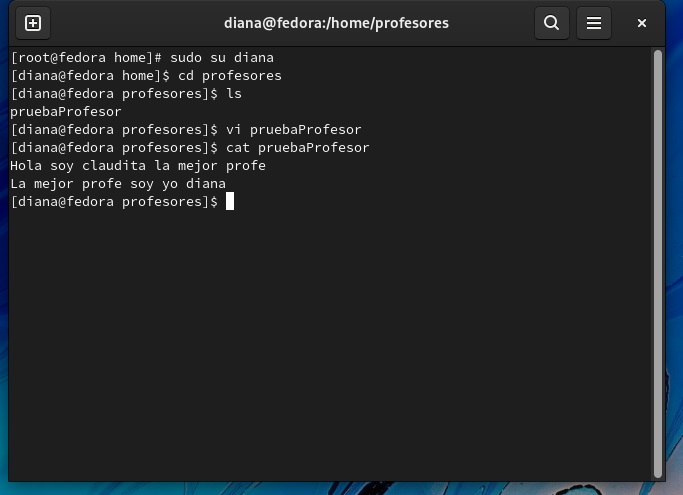 diana@fedora:/home/profesores
[root@fedora home]# sudo su diana
[diana@fedora home]$ cd profesores
[diana@fedora profesores]$ ls
pruebaProfesor
[diana@fedora profesores]$ vi pruebaProfesor
[diana@fedora profesores]$ cat pruebaProfesor
Hola soy claudita la mejor profe
La mejor profe soy yo diana
[diana@fedora profesores]$